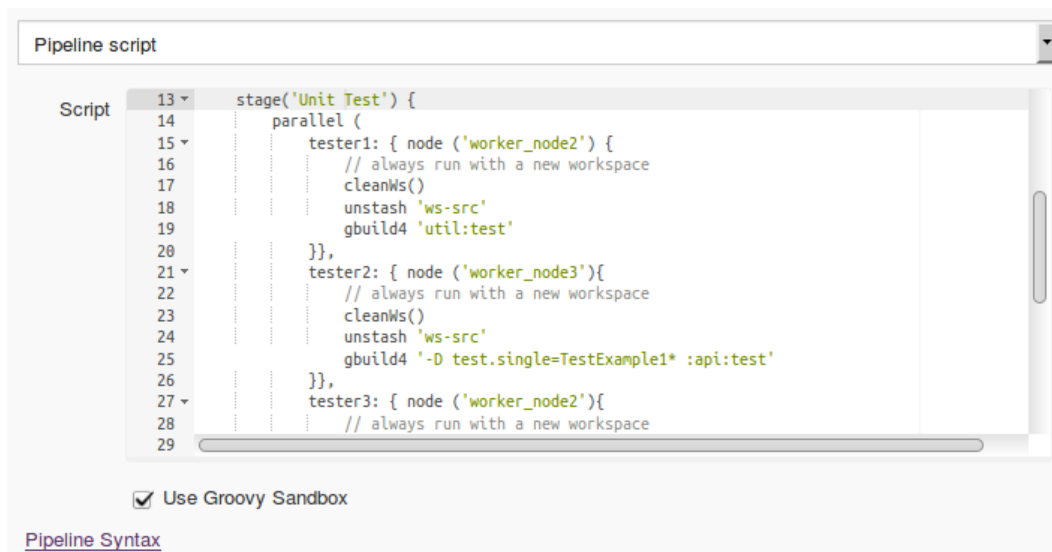 Pipeline script
Script
13 stage('Unit Test') {
14 parallel (
15 tester1: { node ('worker_node2') {
16 // always run with a new workspace
17 cleanWs()
18 unstash 'ws-src'
19 gbuild4 'util:test'
20 }},
21 tester2: { node ('worker_node3'){
22 // always run with a new workspace
23 cleanWs()
24 unstash 'ws-src'
25 gbuild4 '-D test.single=TestExample1* :api:test'
26 }},
27 tester3: { node ('worker_node2'){
28 // always run with a new workspace
29
Use Groovy Sandbox
Pipeline Syntax